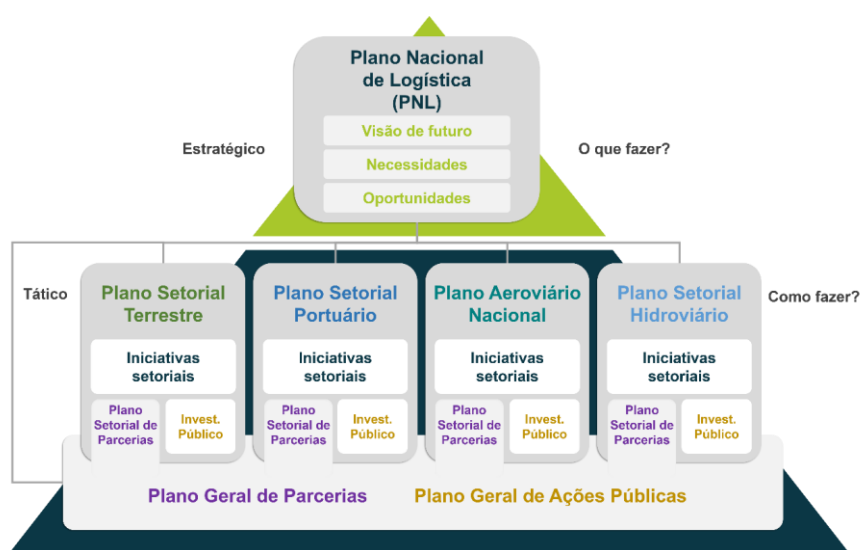 Plano Nacional
de Logística
(PNL)
Visão de futuro
Estratégico
O que fazer?
Necessidades
Oportunidades
Tático
Como fazer?
Plano Setorial
Terrestre
Iniciativas
setoriais
Plano
Setorial de
Parcerias
Invest.
Público
Plano Setorial
Portuário
Iniciativas
setoriais
Plano
Setorial de
Parcerias
Invest.
Público
Plano Aeroviário
Nacional
Iniciativas
setoriais
Plano
Setorial de
Parcerias
Invest.
Público
Plano Setorial
Hidroviário
Iniciativas
setoriais
Plano
Setorial de
Parcerias
Invest.
Público
Plano Geral de Parcerias
Plano Geral de Ações Públicas